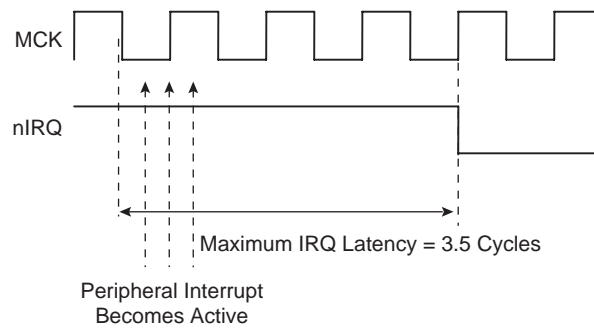 MCK
nIRQ
Maximum IRQ Latency = 3.5 Cycles
Peripheral Interrupt
Becomes Active